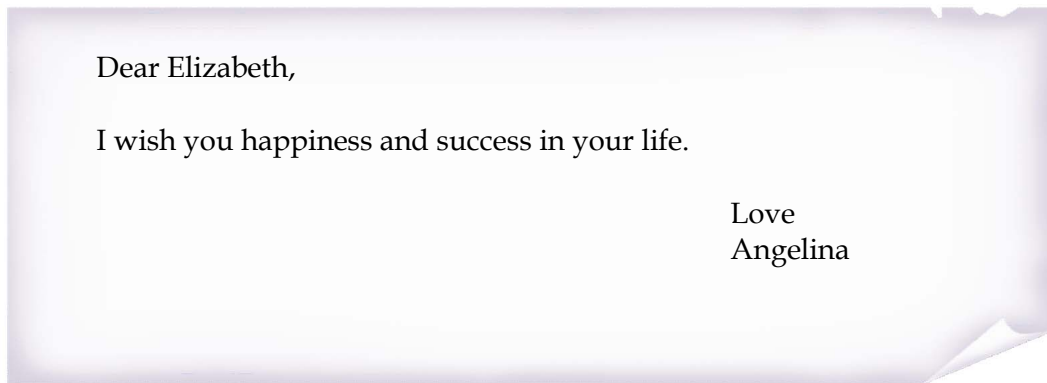 Dear Elizabeth,
I wish you happiness and success in your life.
Love
Angelina